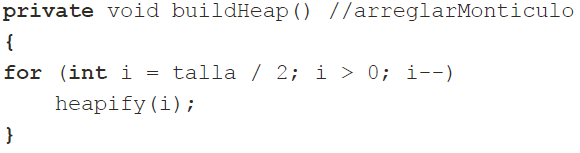 private void buildHeap() //arreglarMonticulo
{
for (int i = talla / 2; i > 0; i--)
    heapify(i);
}